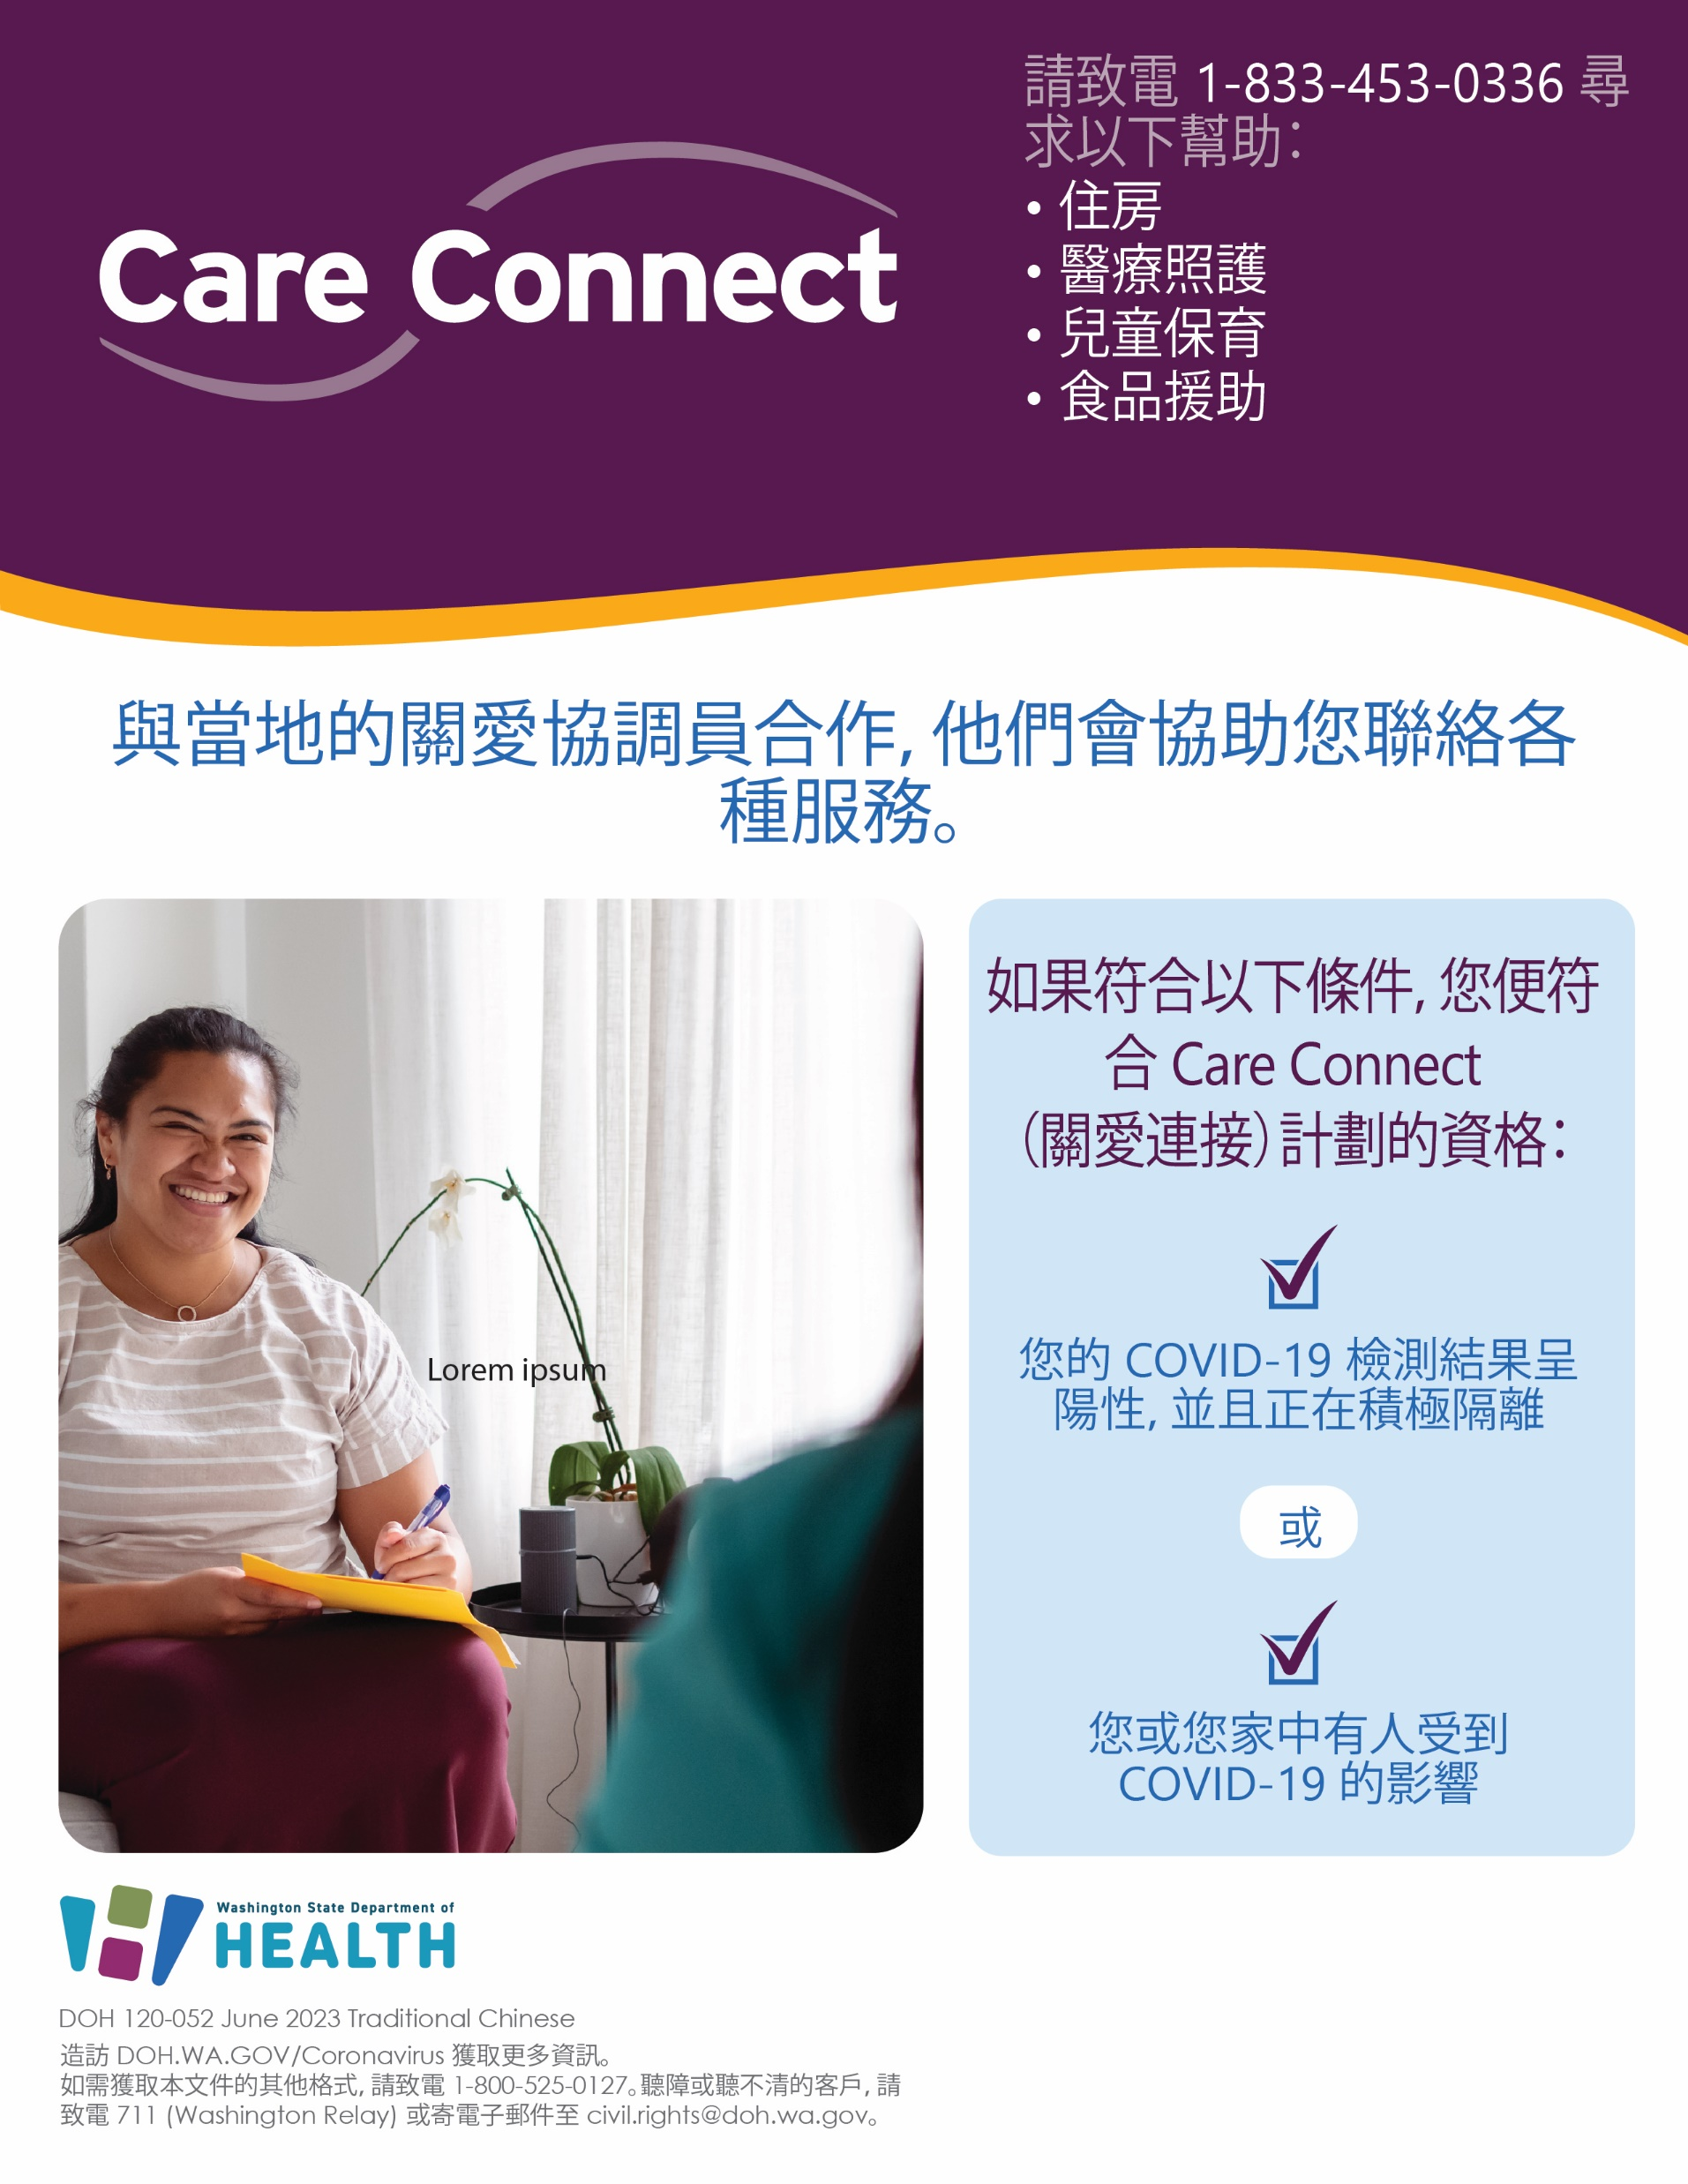 請致電 1-833-453-0336 尋
求以下幫助：
• 住房
• 醫療照護
• 兒童保育
• 食品援助
Care Connect
與當地的關愛協調員合作, 他們會協助您聯絡各
種服務。
Lorem ipsum
如果符合以下條件, 您便符
合 Care Connect
（關愛連接）計劃的資格：
您的 COVID-19 檢測結果呈
陽性, 並且正在積極隔離
或
您或您家中有人受到
COVID-19 的影響
Washington State Department of
HEALTH
DOH 120-052 June 2023 Traditional Chinese
造訪 DOH.WA.GOV/Coronavirus 獲取更多資訊。
如需獲取本文件的其他格式, 請致電 1-800-525-0127。聽障或聽不清的客戶, 請
致電 711 (Washington Relay) 或寄電子郵件至 civil.rights@doh.wa.gov。